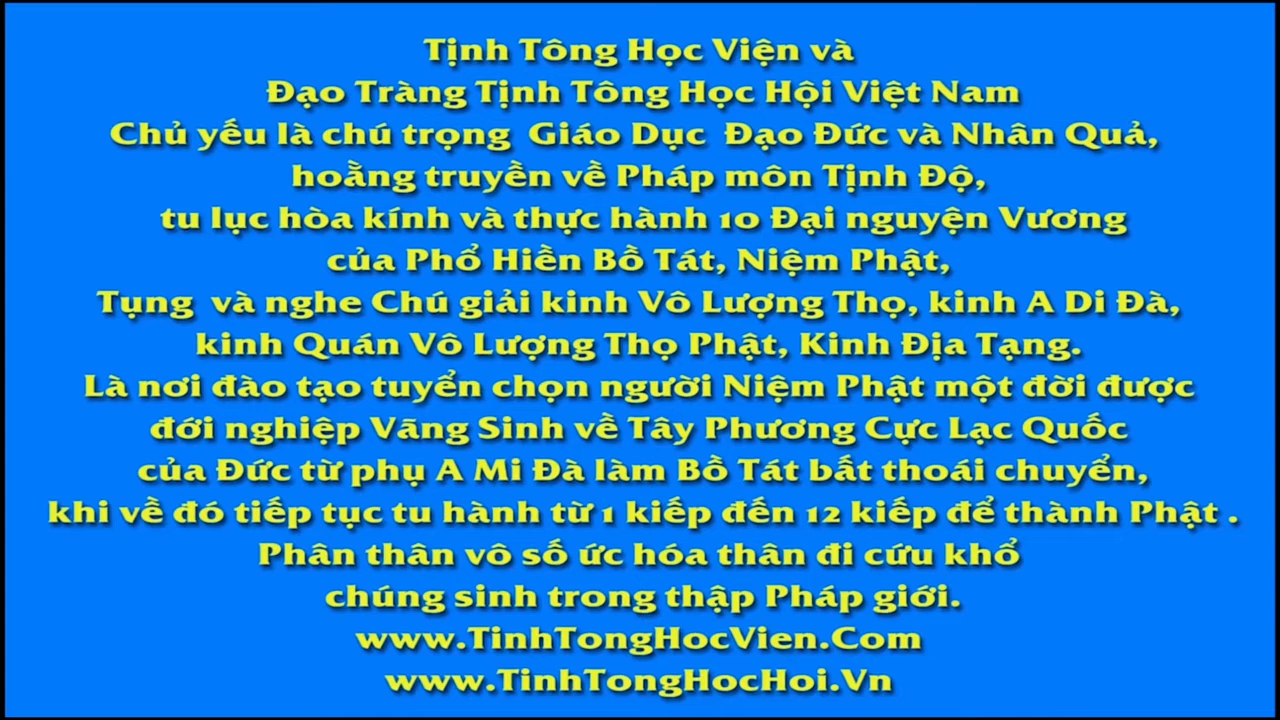 Tịnh Tông Học Viện và
Đạo Tràng Tịnh Tông Học Hội Việt Nam
Chủ yếu là chú trọng Giáo Dục Đạo Đức và Nhân Quả,
hoằng truyền về Pháp môn Tịnh Độ,
tu lục hòa kính và thực hành 10 Đại nguyện Vương
của Phổ Hiền Bồ Tát, Niệm Phật,
Tụng và nghe Chú giải kinh Vô Lượng Thọ, kinh A Di Đà,
kinh Quán Vô Lượng Thọ Phật, Kinh Địa Tạng.
Là nơi đào tạo tuyển chọn người Niệm Phật một đời được
đới nghiệp Vãng Sinh về Tây Phương Cực Lạc Quốc
của Đức từ phụ A Mi Đà làm Bồ Tát bất thoái chuyển,
khi về đó tiếp tục tu hành từ 1 kiếp đến 12 kiếp để thành Phật .
Phân thân vô số ức hóa thân đi cứu khổ
chúng sinh trong thập Pháp giới.
www.TinhTongHocVien.Com
www.TinhTongHocHoi.Vn